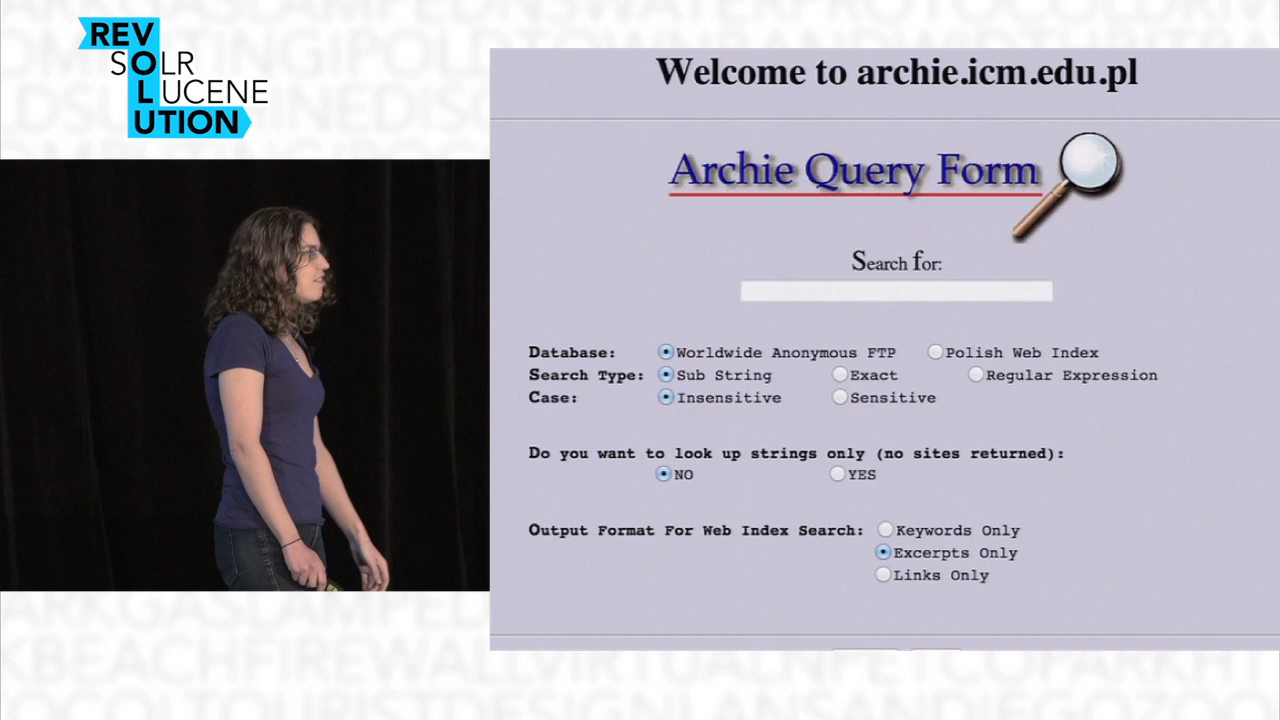 REV
SOLR
LUCENE
UTION
Welcome to archie.icm.edu.pl
Archie Query Form
Search for:
Database: Worldwide Anonymous FTP Polish Web Index
Search Type: Sub String Exact Regular Expression
Case: Insensitive Sensitive
Do you want to look up strings only (no sites returned):
NO YES
Output Format For Web Index Search: Keywords Only
Excerpts Only
Links Only
ARKGASLAMPEDN
KBEACHFIREWALLVIRTUALNPETCOPARKHT
OCOLTOURISTDESIGNLANSANDIEGOZOO